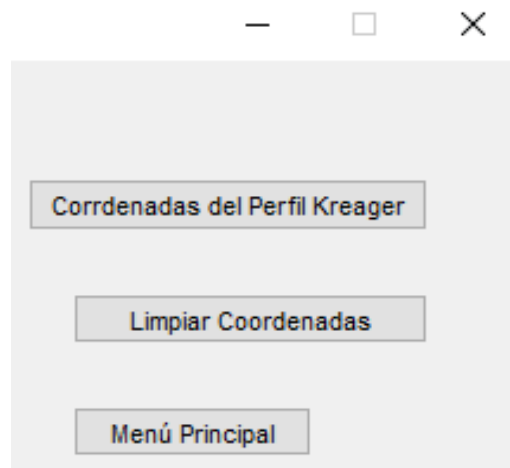 Corrdenadas del Perfil Kreager
Limpiar Coordenadas
Menú Principal